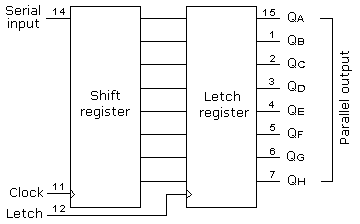 Serial
input
14
Shift
register
Letch
register
15
QA
1
QB
2
QC
3
QD
4
QE
5
QF
6
QG
7
QH
Parallel output
Clock
11
Letch
12